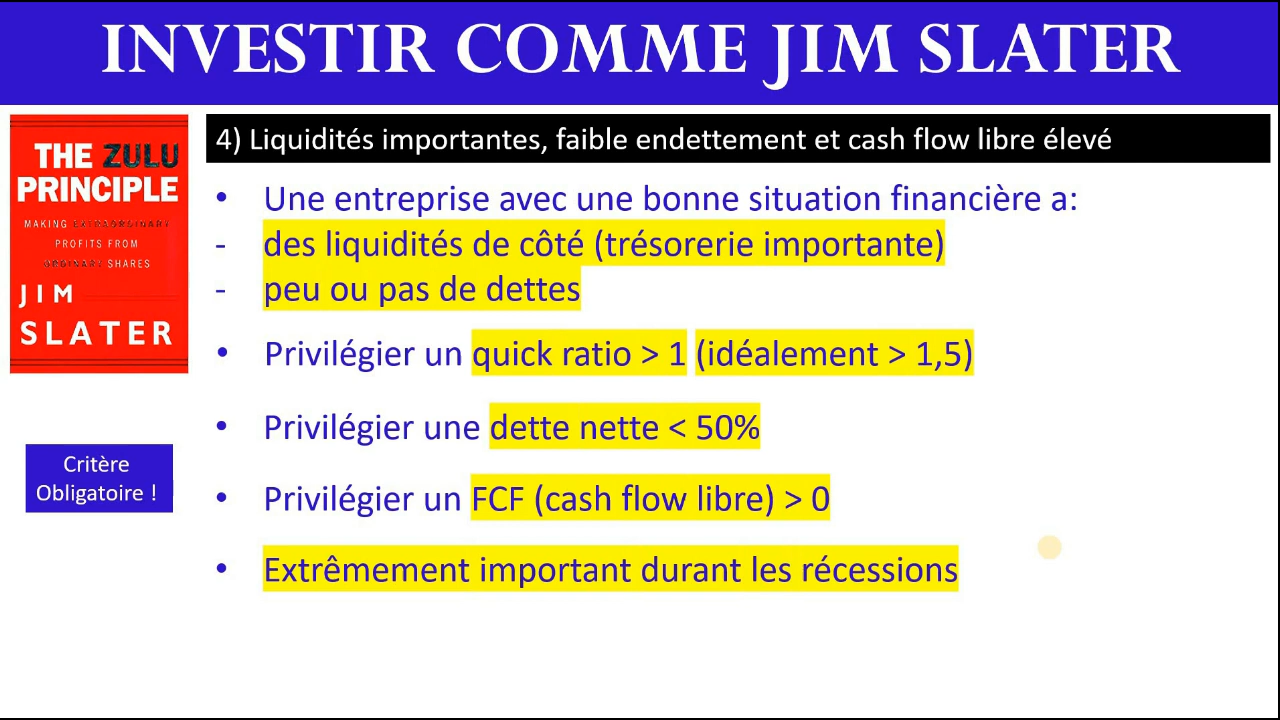 INVESTIR COMME JIM SLATER
4) Liquidités importantes, faible endettement et cash flow libre élevé
THE ZULU
PRINCIPLE
MAKING EXTRAORDINARY
PROFITS FROM
ORDINARY SHARES
JIM
SLATER
• Une entreprise avec une bonne situation financière a:
- des liquidités de côté (trésorerie importante)
- peu ou pas de dettes
• Privilégier un quick ratio > 1 (idéalement > 1,5)
• Privilégier une dette nette < 50%
Critère
Obligatoire !
• Privilégier un FCF (cash flow libre) > 0
• Extrêmement important durant les récessions